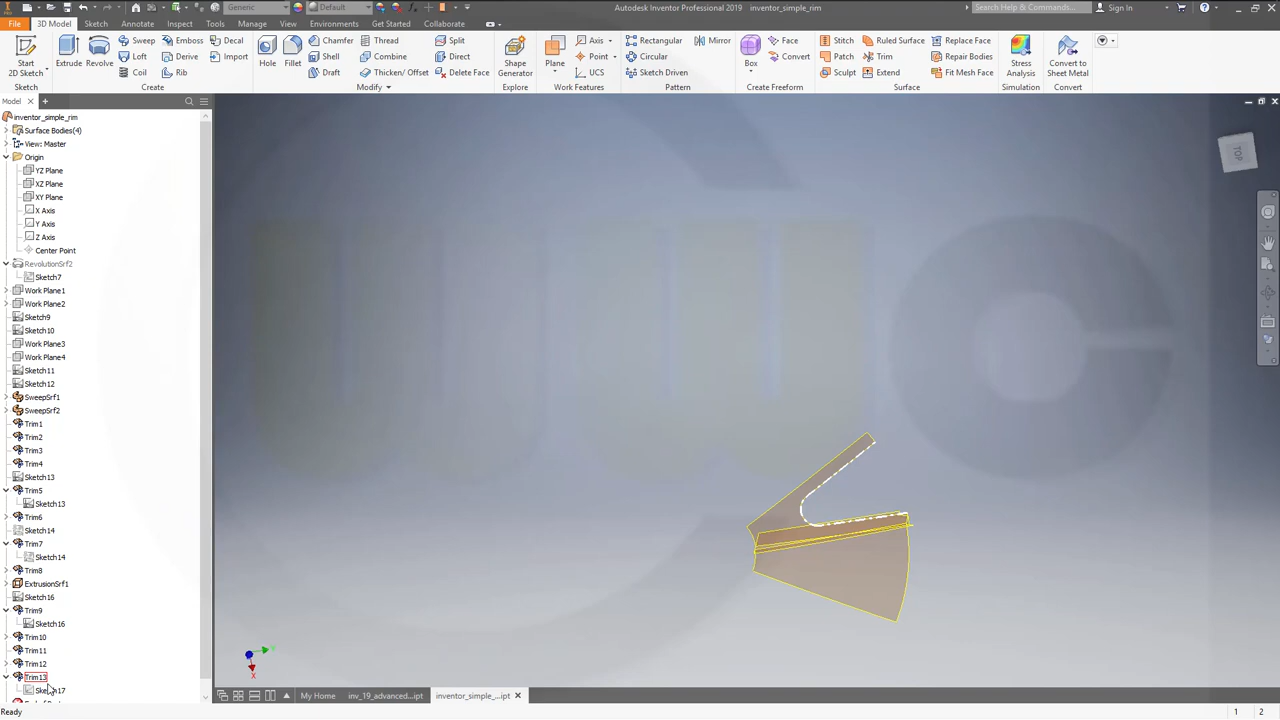 Generic
Default
Autodesk Inventor Professional 2019   inventor_simple_rim
Search Help & Commands...
Sign In
File
3D Model
Sketch
Annotate
Inspect
Tools
Manage
View
Environments
Get Started
Collaborate
Start
2D Sketch
Extrude
Revolve
Sweep
Emboss
Decal
Loft
Derive
Import
Coil
Rib
Create
Hole
Fillet
Chamfer
Thread
Split
Shell
Combine
Direct
Draft
Thicken/ Offset
Delete Face
Modify
Shape
Generator
Explore
Plane
Axis
Point
UCS
Work Features
Rectangular
Mirror
Circular
Sketch Driven
Pattern
Box
Face
Convert
Create Freeform
Stitch
Ruled Surface
Replace Face
Patch
Trim
Repair Bodies
Sculpt
Extend
Fit Mesh Face
Surface
Stress
Analysis
Simulation
Convert to
Sheet Metal
Convert
Model
inventor_simple_rim
Surface Bodies(4)
View: Master
Origin
YZ Plane
XZ Plane
XY Plane
X Axis
Y Axis
Z Axis
Center Point
RevolutionSrf2
Sketch7
Work Plane1
Work Plane2
Sketch9
Sketch10
Work Plane3
Work Plane4
Sketch11
Sketch12
SweepSrf1
SweepSrf2
Trim1
Trim2
Trim3
Trim4
Sketch13
Trim5
Sketch13
Trim6
Sketch14
Trim7
Sketch14
Trim8
ExtrusionSrf1
Sketch16
Trim9
Sketch16
Trim10
Trim11
Trim12
Trim13
Sketch17
TOP
X
My Home
inv_19_advanced...ipt
inventor_simple_...ipt
Ready
1
2